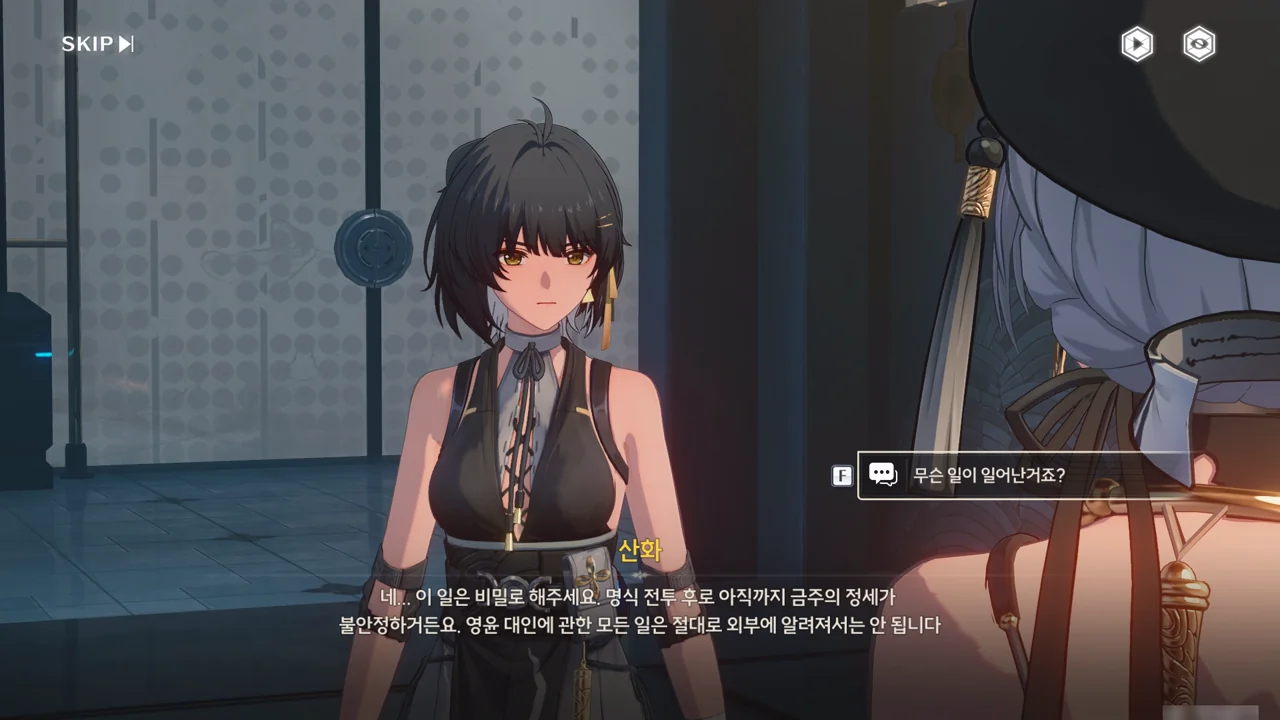 SKIP
F
무슨 일이 일어난거죠?
산화
네... 이 일은 비밀로 해주세요. 명식 전투 후로 아직까지 금주의 정세가
불안정하거든요. 영윤 대인에 관한 모든 일은 절대로 외부에 알려져서는 안 됩니다